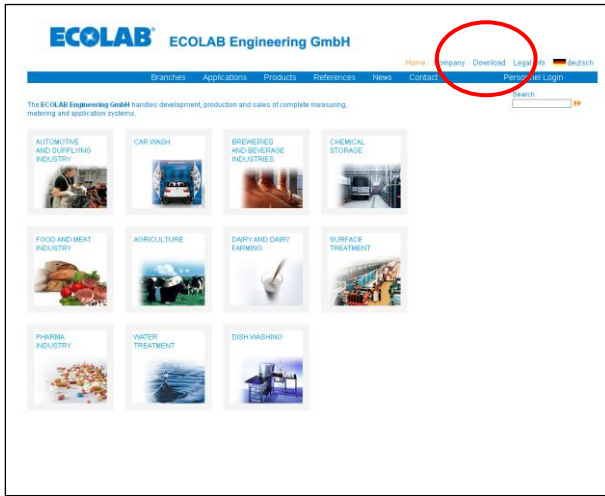 ECOLAB® ECOLAB Engineering GmbH
Home Company Download Legal Info deutsch
Branches Applications Products References News Contact Personnel Login
Search
The ECOLAB Engineering GmbH handles development, production and sales of complete measuring,
metering and application systems.
AUTOMOTIVE
AND SUPPLYING
INDUSTRY
CAR WASH
BREWERIES
AND BEVERAGE
INDUSTRIES
CHEMICAL
STORAGE
FOOD AND MEAT
INDUSTRY
AGRICULTURE
DAIRY AND DAIRY
FARMING
SURFACE
TREATMENT
PHARMA
INDUSTRY
WATER
TREATMENT
DISH WASHING